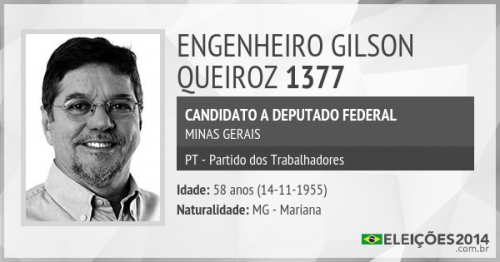 ENGENHEIRO GILSON
QUEIROZ 1377
CANDIDATO A DEPUTADO FEDERAL
MINAS GERAIS
PT - Partido dos Trabalhadores
Idade: 58 anos (14-11-1955)
Naturalidade: MG - Mariana
ELEIÇÕES2014
.com.br